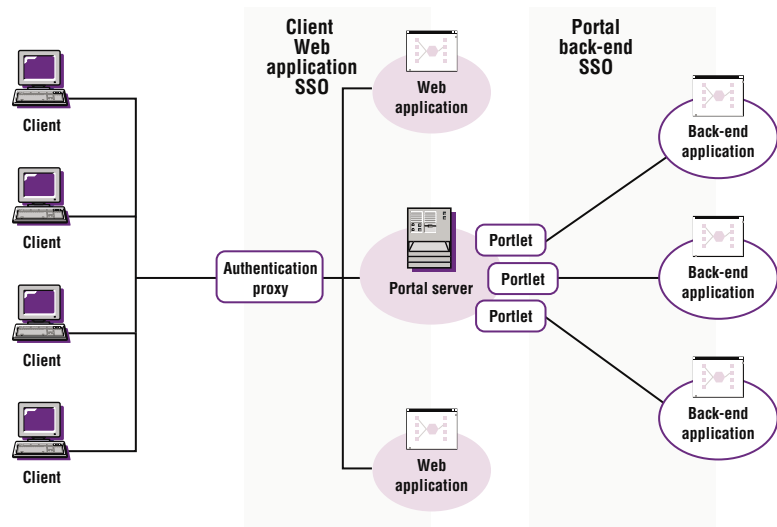 Client
Web
application
SSO
Portal
back-end
SSO
Client
Client
Client
Client
Authentication
proxy
Web
application
Portal server
Web
application
Portlet
Portlet
Portlet
Back-end
application
Back-end
application
Back-end
application